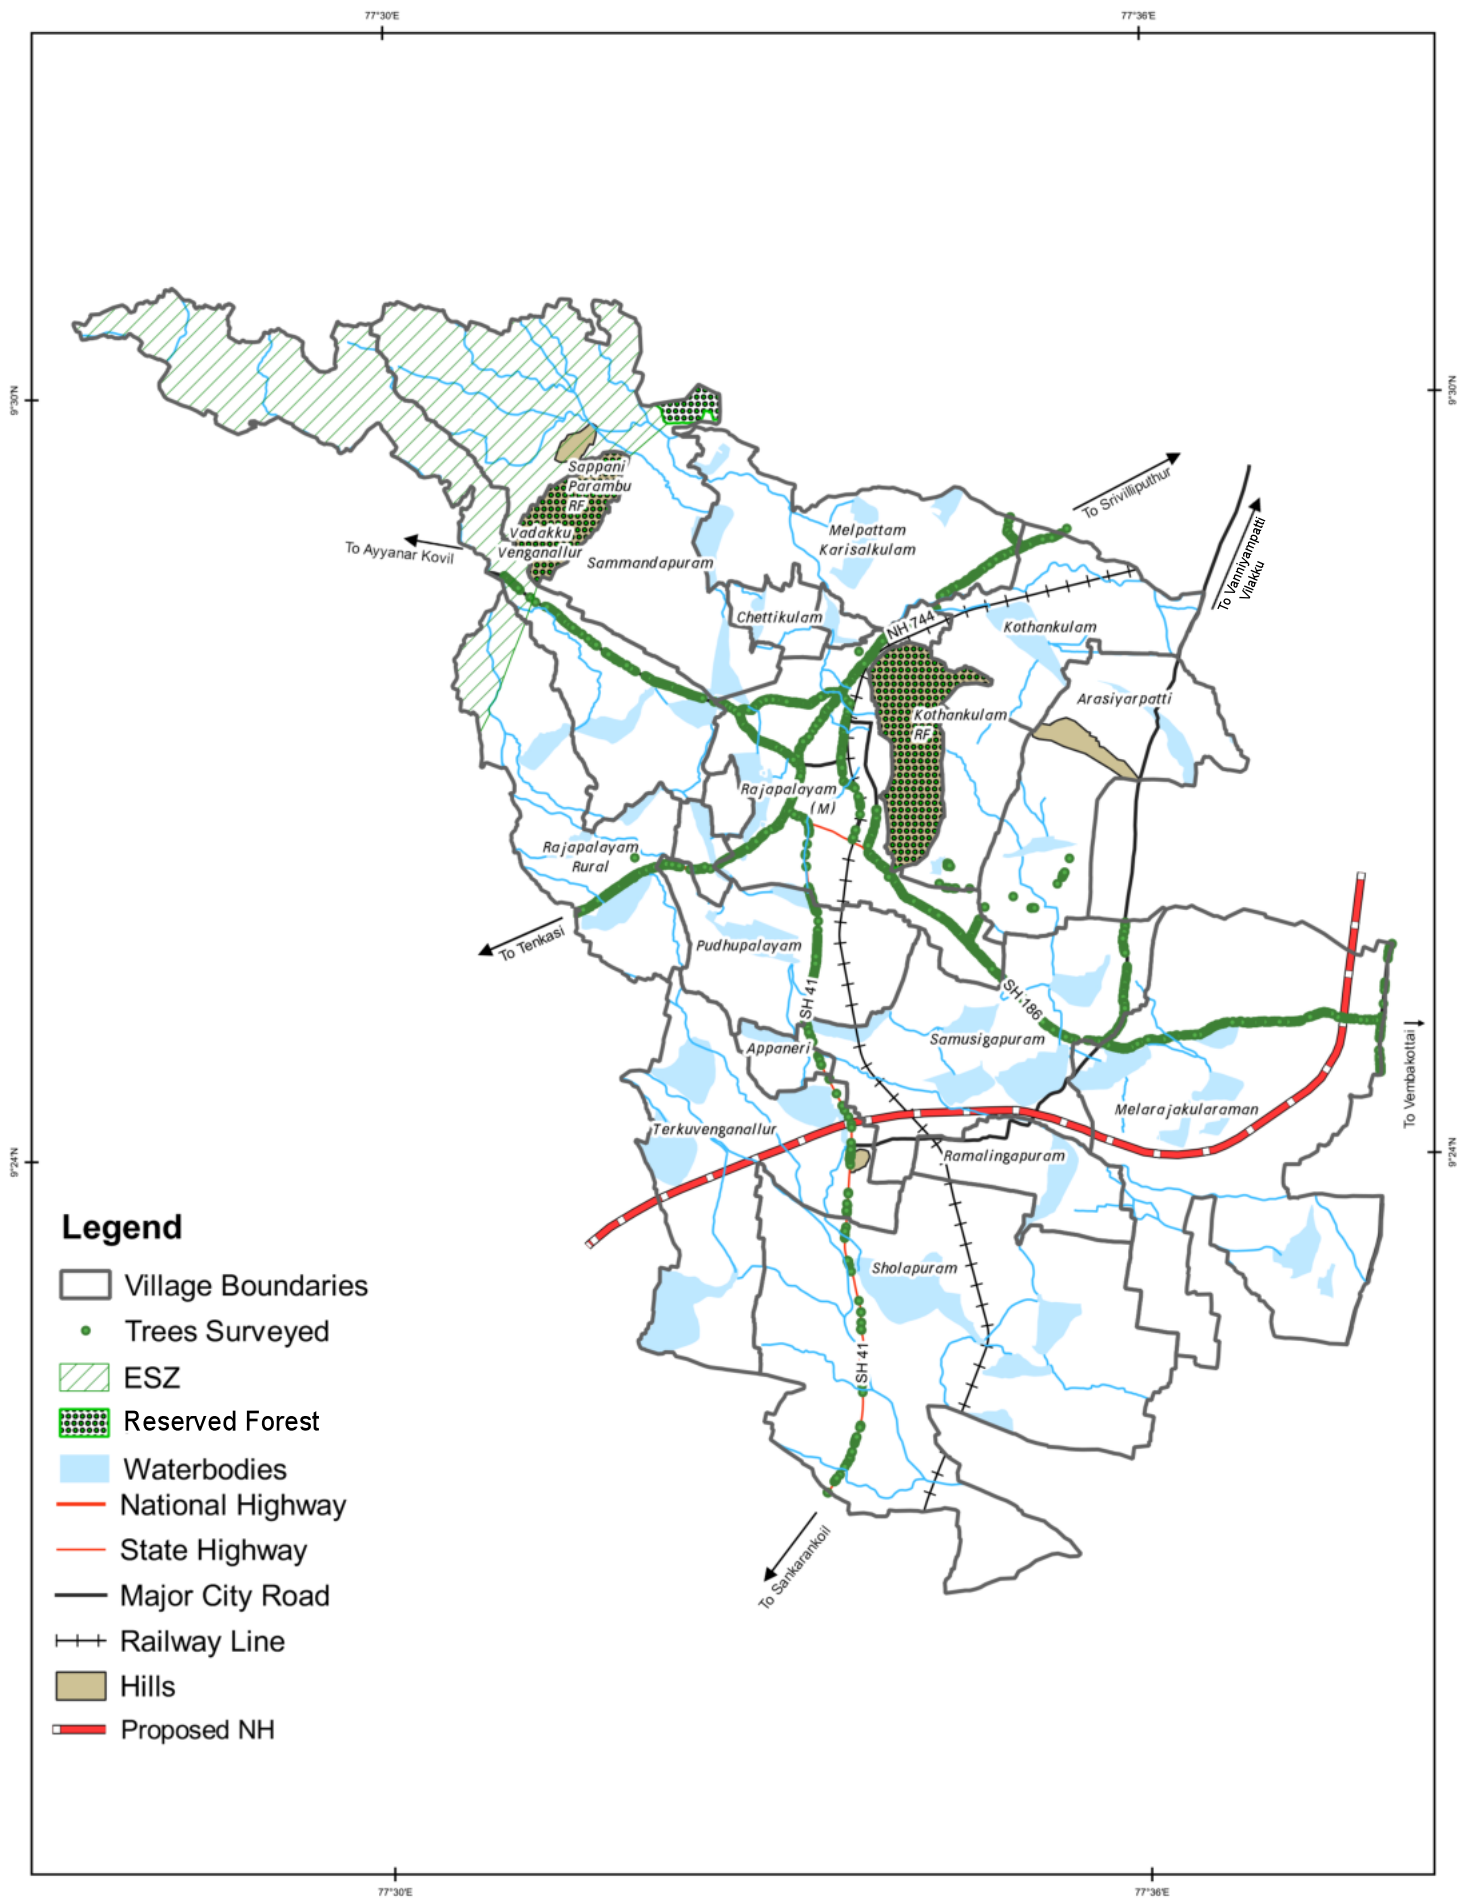 77°30'E
77°36'E
9°30'N
9°30'N
Sappani
Parambu
RF
To Srivilliputhur
Vadakku
Venganallur
To Ayyanar Kovil
Sammandapuram
Melpattam
Karisalkulam
To Vanniyampatti
Vilakku
Chettikulam
NH 744
Kothankulam
Arasiyarpatti
Kothankulam
RF
Rajapalayam
(M)
Rajapalayam
Rural
To Tenkasi
Pudhupalayam
SH 41
SH 186
Appaneri
Samusigapuram
To Vembakottai
Melarajakularaman
Terkuvenganallur
Ramalingapuram
9°24'N
9°24'N
Sholapuram
SH 41
To Sankarankoil
Legend
Village Boundaries
Trees Surveyed
ESZ
Reserved Forest
Waterbodies
National Highway
State Highway
Major City Road
Railway Line
Hills
Proposed NH
77°30'E
77°36'E